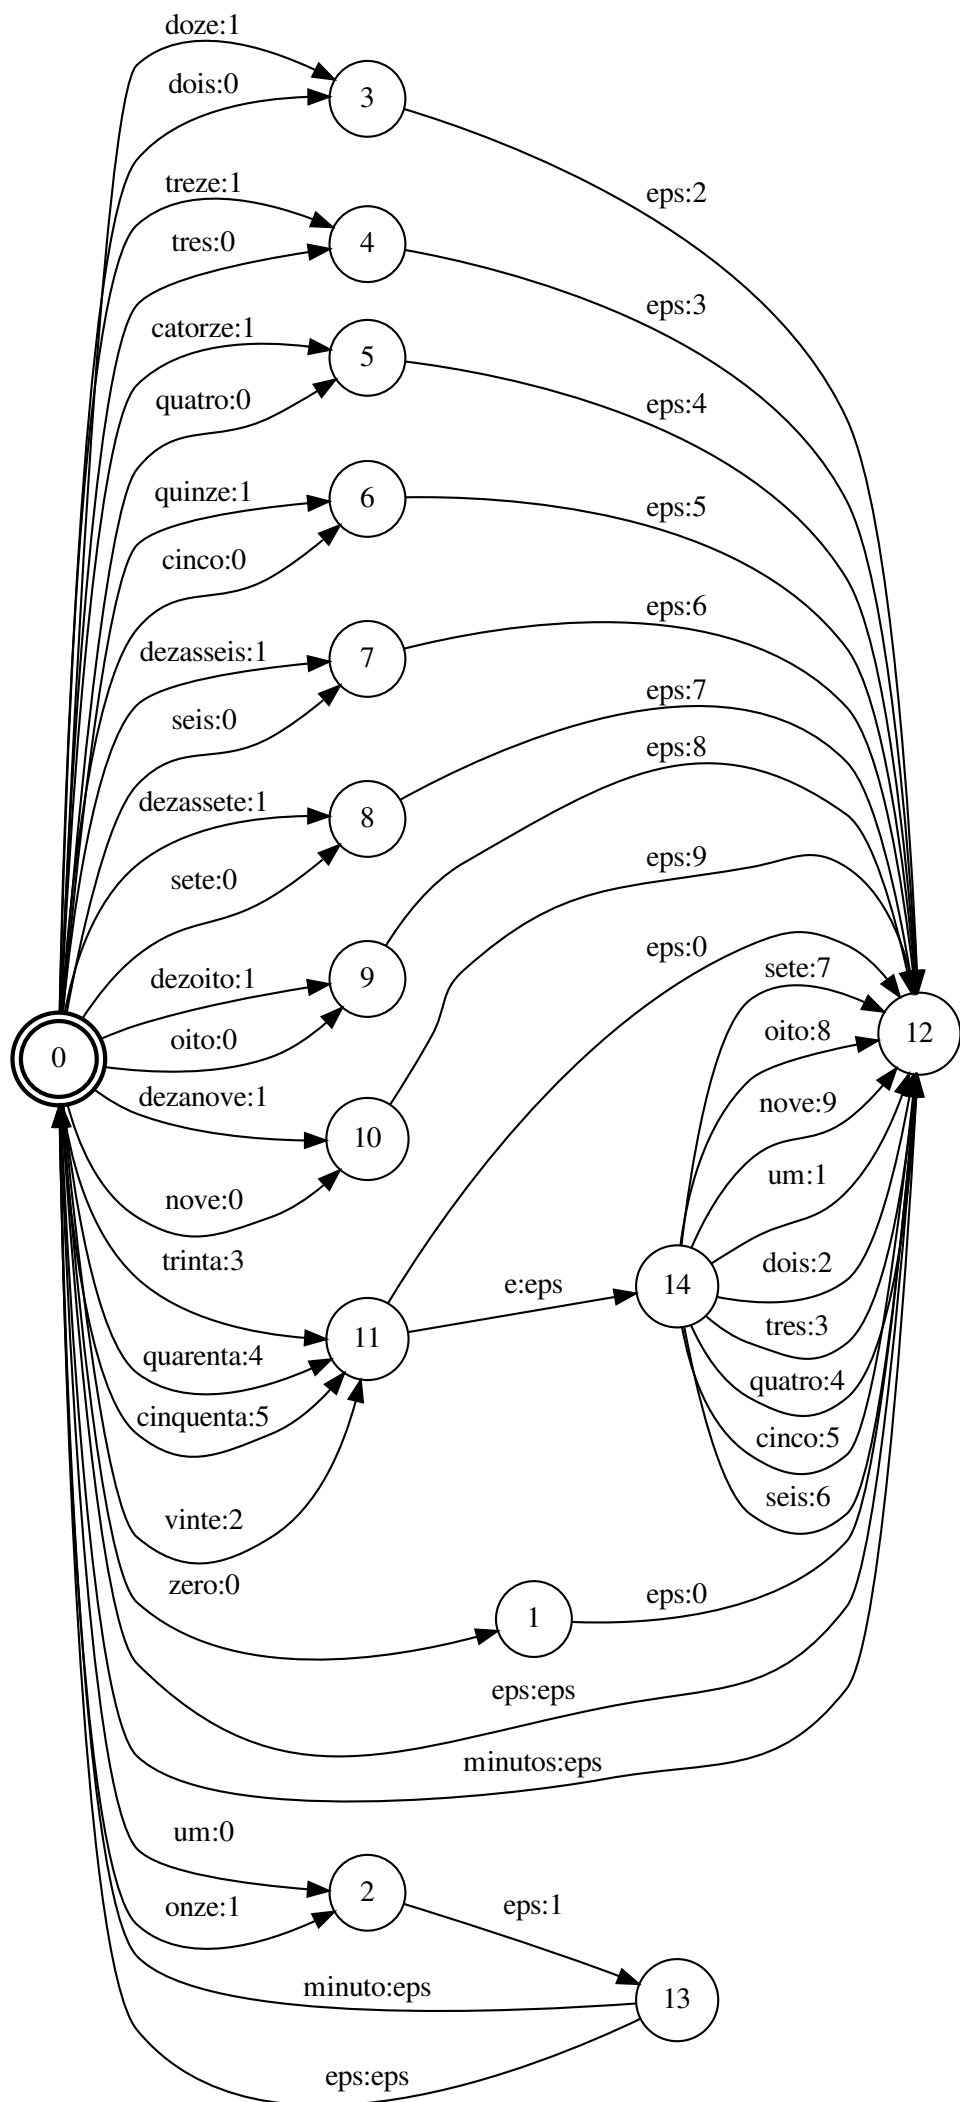 doze:1
dois:0
3
eps:2
treze:1
tres:0
4
eps:3
catorze:1
quatro:0
5
eps:4
quinze:1
cinco:0
6
eps:5
dezasseis:1
seis:0
7
eps:6
dezassete:1
sete:0
8
eps:7
eps:8
dezoito:1
oito:0
9
eps:9
0
dezanove:1
nove:0
10
eps:0
sete:7
oito:8
12
nove:9
um:1
dois:2
tres:3
quatro:4
cinco:5
seis:6
trinta:3
quarenta:4
cinquenta:5
vinte:2
11
e:eps
14
zero:0
1
eps:0
eps:eps
minutos:eps
um:0
onze:1
2
eps:1
minuto:eps
13
eps:eps